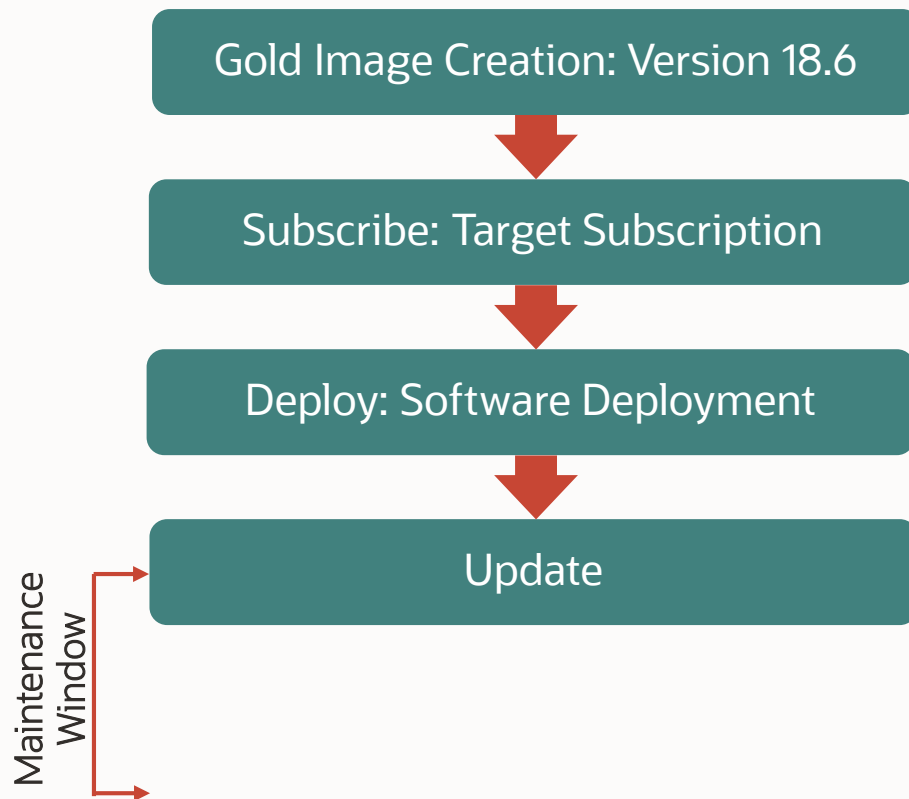 Gold Image Creation: Version 18.6
Subscribe: Target Subscription
Deploy: Software Deployment
Update
Maintenance
Window